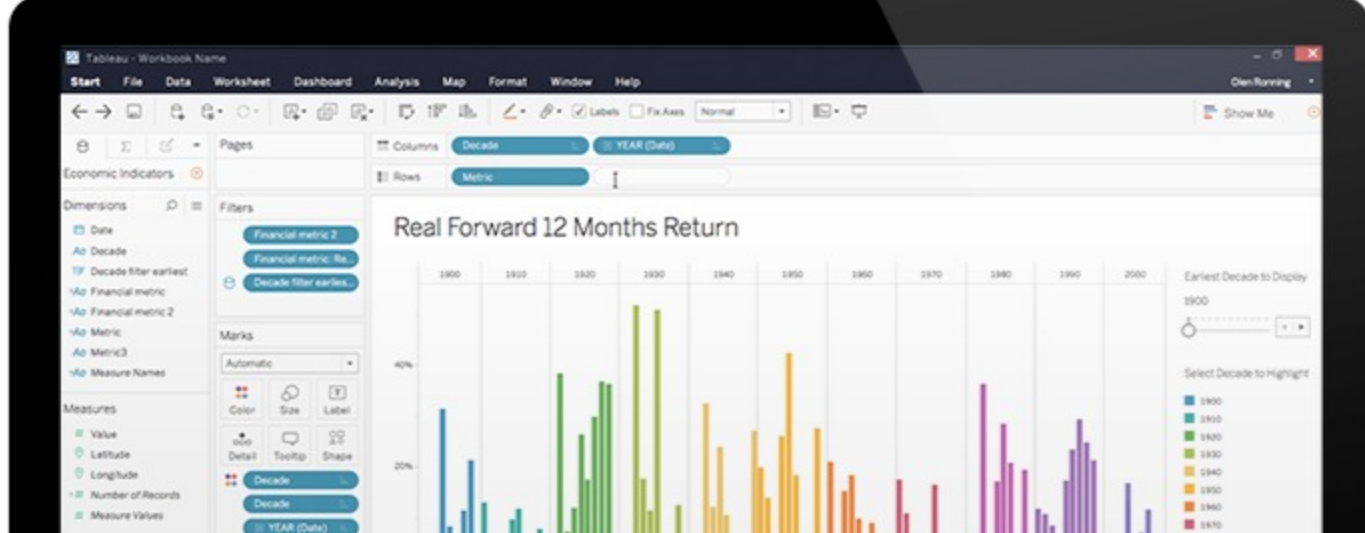 Tableau - Workbook Name
Start File Data Worksheet Dashboard Analysis Map Format Window Help
Olen Ronning
Labels Fix Axes Normal
Show Me
Pages
Columns Decade YEAR (Date)
Rows Metric
Economic Indicators
Dimensions
Date
Decade
Decade filter earliest
Financial metric
Financial metric 2
Metric
Metric3
Measure Names
Measures
Value
Latitude
Longitude
Number of Records
Measure Values
Filters
Financial metric 2
Financial metric: Re...
Decade filter earlies...
Marks
Automatic
Color Size Label
Detail Tooltip Shape
Decade
Decade
YEAR (Date)
Real Forward 12 Months Return
1900 1910 1920 1930 1940 1950 1960 1970 1980 1990 2000
40%
20%
Earliest Decade to Display
1900
Select Decade to Highlight
1900
1910
1920
1930
1940
1950
1960
1970